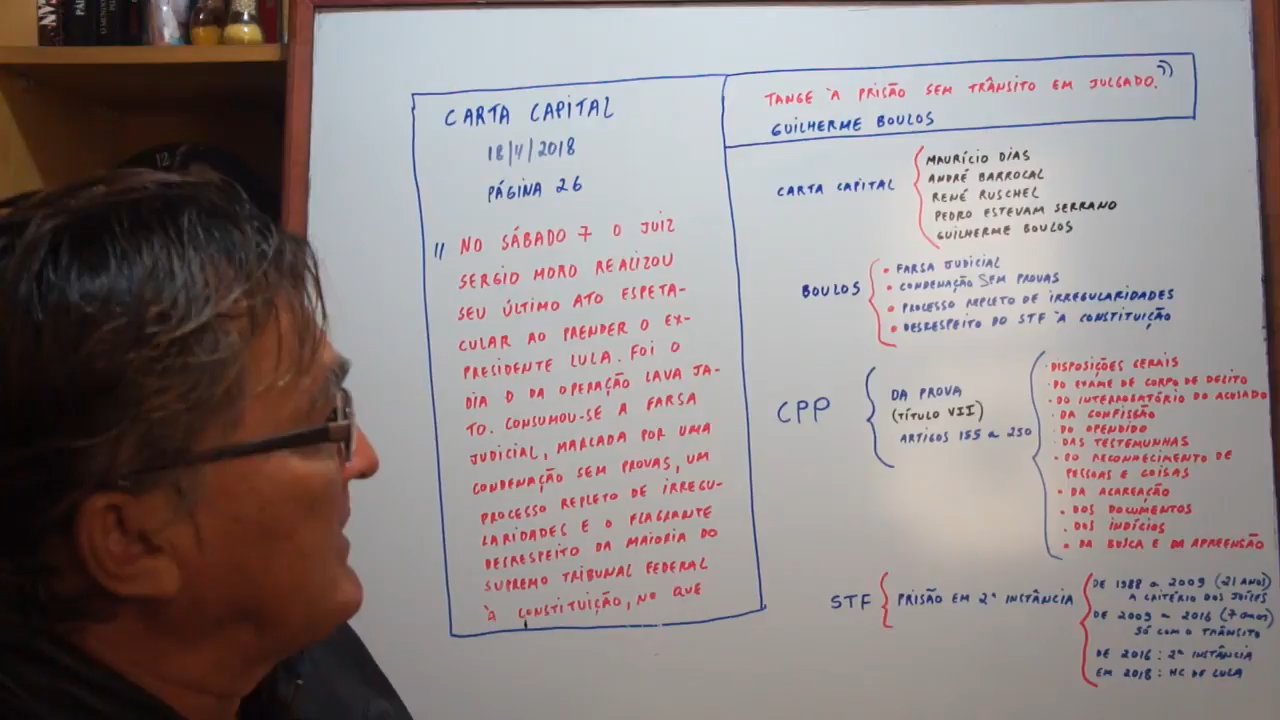 CARTA CAPITAL
18/4/2018
PÁGINA 26
" NO SÁBADO 7 O JUIZ
SERGIO MORO REALIZOU
SEU ÚLTIMO ATO ESPETA-
CULAR AO PRENDER O EX-
PRESIDENTE LULA. FOI O
DIA D DA OPERAÇÃO LAVA JA-
TO. CONSUMOU-SE A FARSA
JUDICIAL, MARCADA POR UMA
CONDENAÇÃO SEM PROVAS, UM
PROCESSO REPLETO DE IRREGU-
LARIDADES E O FLAGRANTE
DESRESPEITO DA MAIORIA DO
SUPREMO TRIBUNAL FEDERAL
À CONSTITUIÇÃO, NO QUE
TANGE À PRISÃO SEM TRÂNSITO EM JULGADO."
GUILHERME BOULOS
CARTA CAPITAL
MAURÍCIO DIAS
ANDRÉ BARROCAL
RENÉ RUSCHEL
PEDRO ESTEVAM SERRANO
GUILHERME BOULOS
BOULOS
• FARSA JUDICIAL
• CONDENAÇÃO SEM PROVAS
• PROCESSO REPLETO DE IRREGULARIDADES
• DESRESPEITO DO STF À CONSTITUIÇÃO
CPP
DA PROVA
(TÍTULO VII)
ARTIGOS 155 a 250
• DISPOSIÇÕES GERAIS
• DO EXAME DE CORPO DE DELITO
• DO INTERROGATÓRIO DO ACUSADO
• DA CONFISSÃO
• DO OFENDIDO
• DAS TESTEMUNHAS
• DO RECONHECIMENTO DE
PESSOAS E COISAS
• DA ACAREAÇÃO
• DOS DOCUMENTOS
• DOS INDÍCIOS
• DA BUSCA E DA APREENSÃO
STF
PRISÃO EM 2ª INSTÂNCIA
DE 1988 a 2009 (21 ANOS)
A CRITÉRIO DOS JUÍZES
DE 2009 a 2016 (7 anos)
SÓ COM O TRÂNSITO
DE 2016: 2ª INSTÂNCIA
EM 2018: HC DE LULA
12